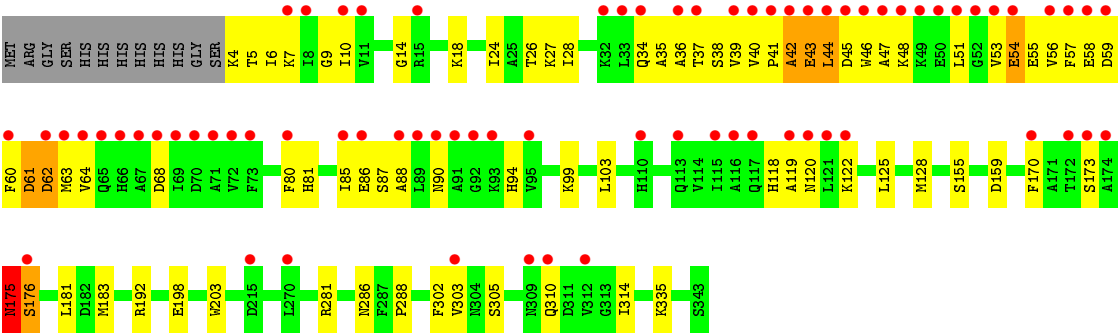 MET ARG GLY SER HIS HIS HIS HIS HIS HIS GLY SER K4 T5 I6 K7 I8 G9 I10 V11 G14 R15 K18 I24 A25 T26 K27 I28 K32 L33 Q34 A35 A36 T37 S38 V39 V40 P41 A42 E43 L44 D45 W46 A47 K48 K49 E50 L51 G52 V53 E54 E55 V56 F57 E58 D59
F60 D61 D62 M63 V64 Q65 H66 A67 D68 I69 D70 A71 V72 F73 F80 H81 I85 E86 S87 A88 L89 N90 A91 G92 K93 H94 V95 K99 L103 H110 Q113 V114 I115 A116 Q117 H118 A119 N120 L121 K122 L125 M128 S155 D159 F170 A171 T172 S173 A174
N175 S176 L181 D182 M183 R192 E198 W203 D215 L270 R281 N286 F287 P288 F302 V303 N304 S305 N309 Q310 D311 V312 G313 I314 K335 S343